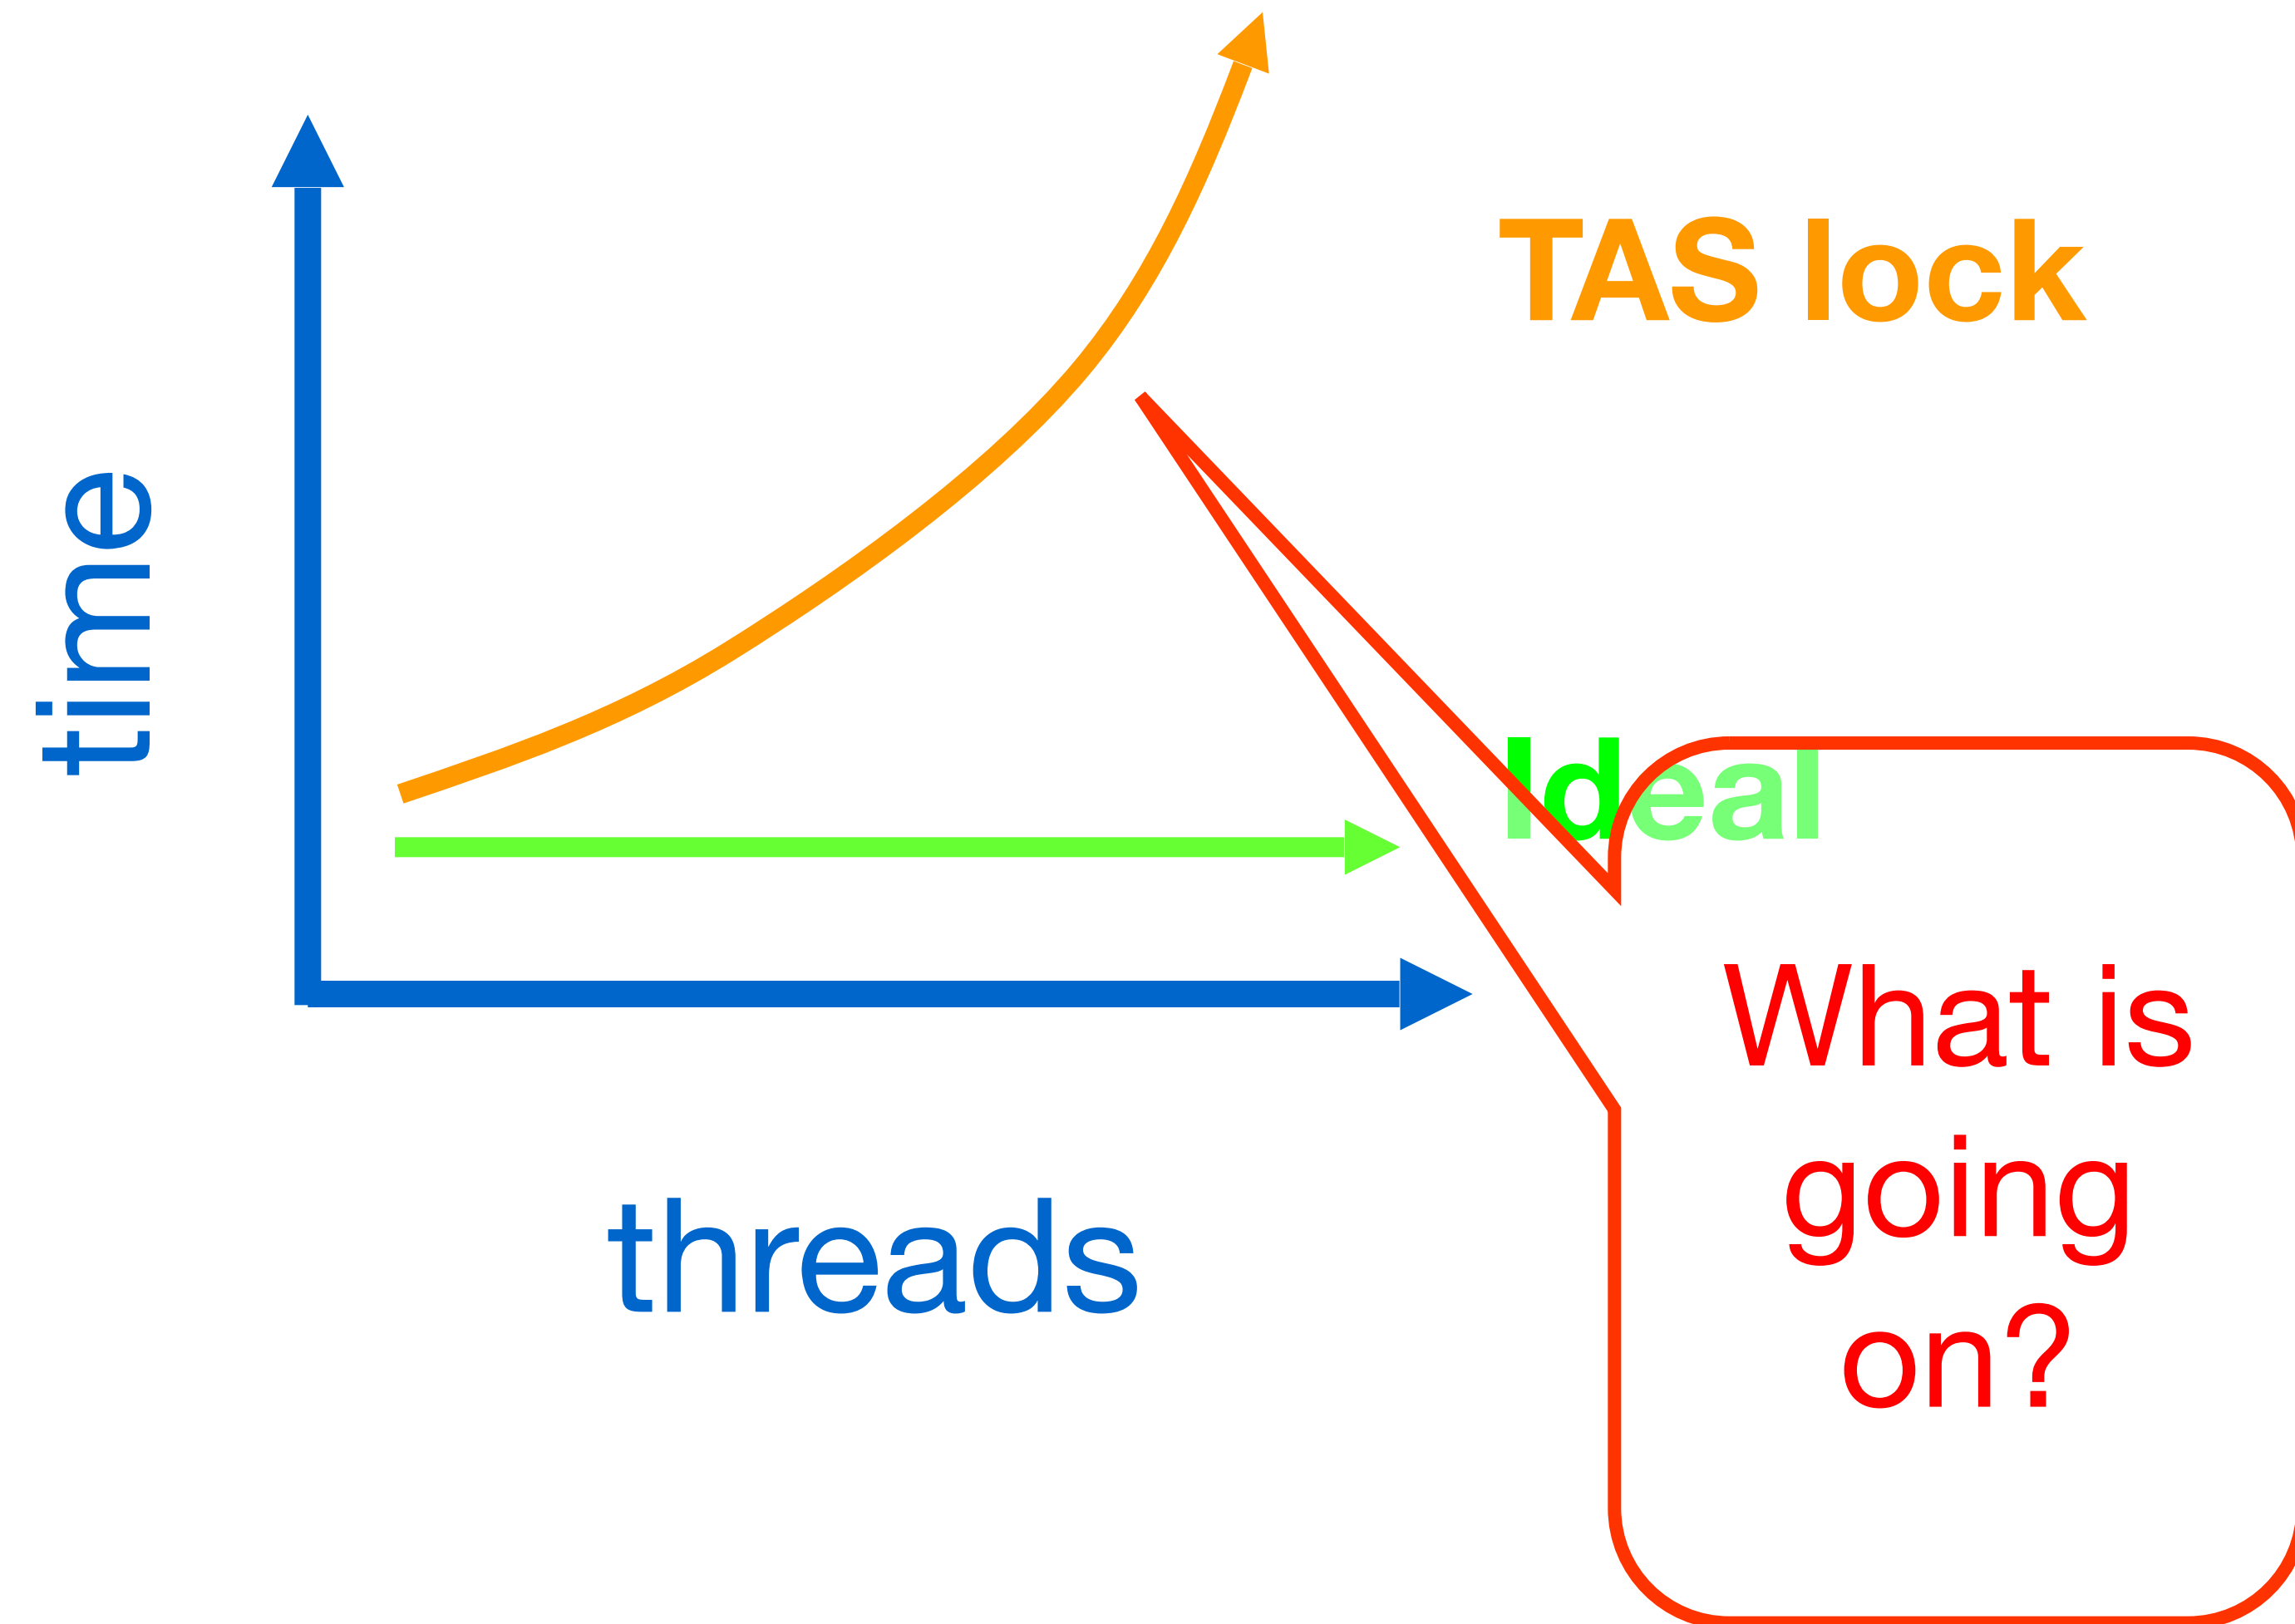 TAS lock
time
Ideal
threads
What is
going
on?